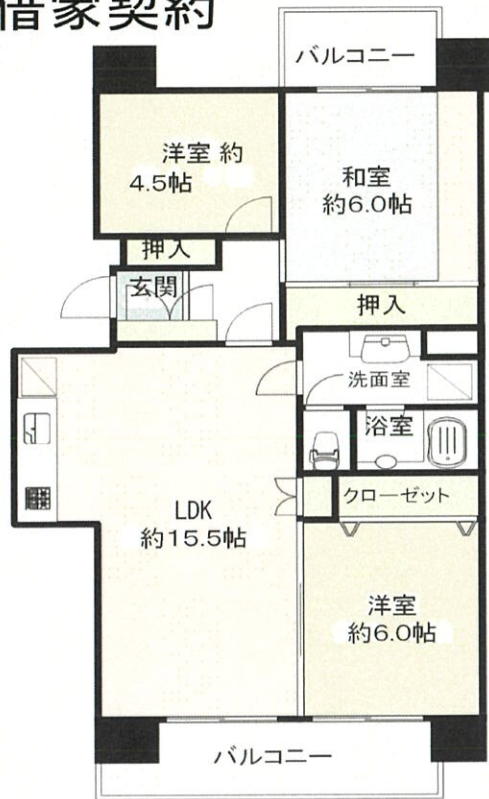 借家契約
バルコニー
洋室 約
4.5帖
和室
約6.0帖
押入
玄関
押入
洗面室
浴室
クローゼット
LDK
約15.5帖
洋室
約6.0帖
バルコニー